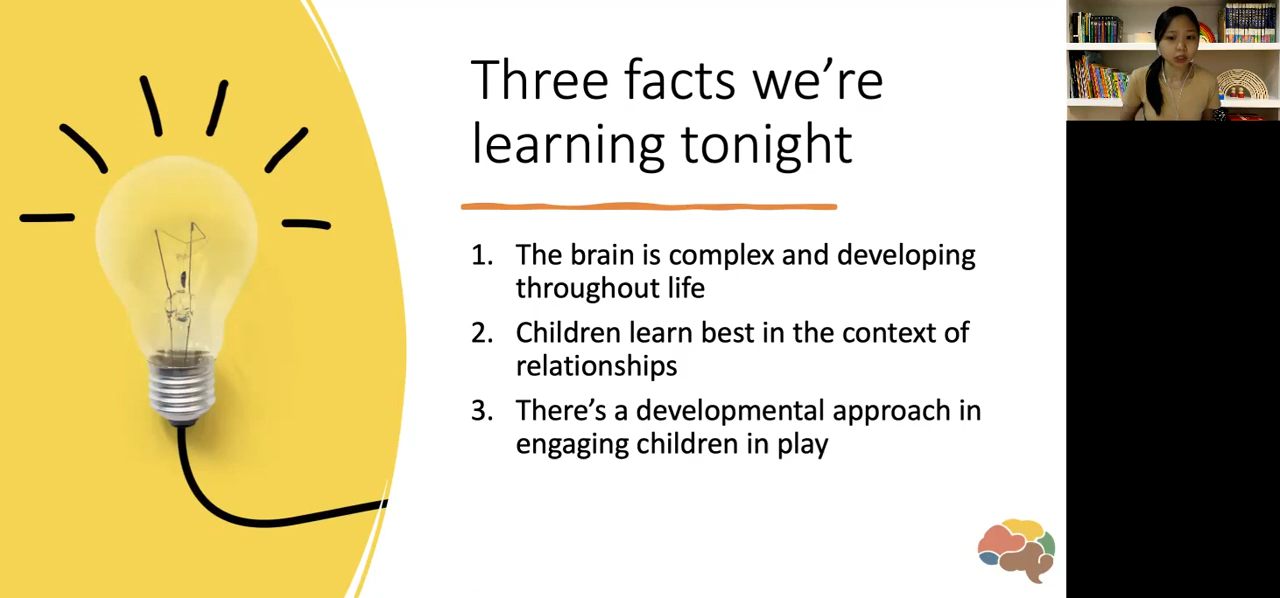 Three facts we’re
learning tonight
1. The brain is complex and developing
throughout life
2. Children learn best in the context of
relationships
3. There’s a developmental approach in
engaging children in play